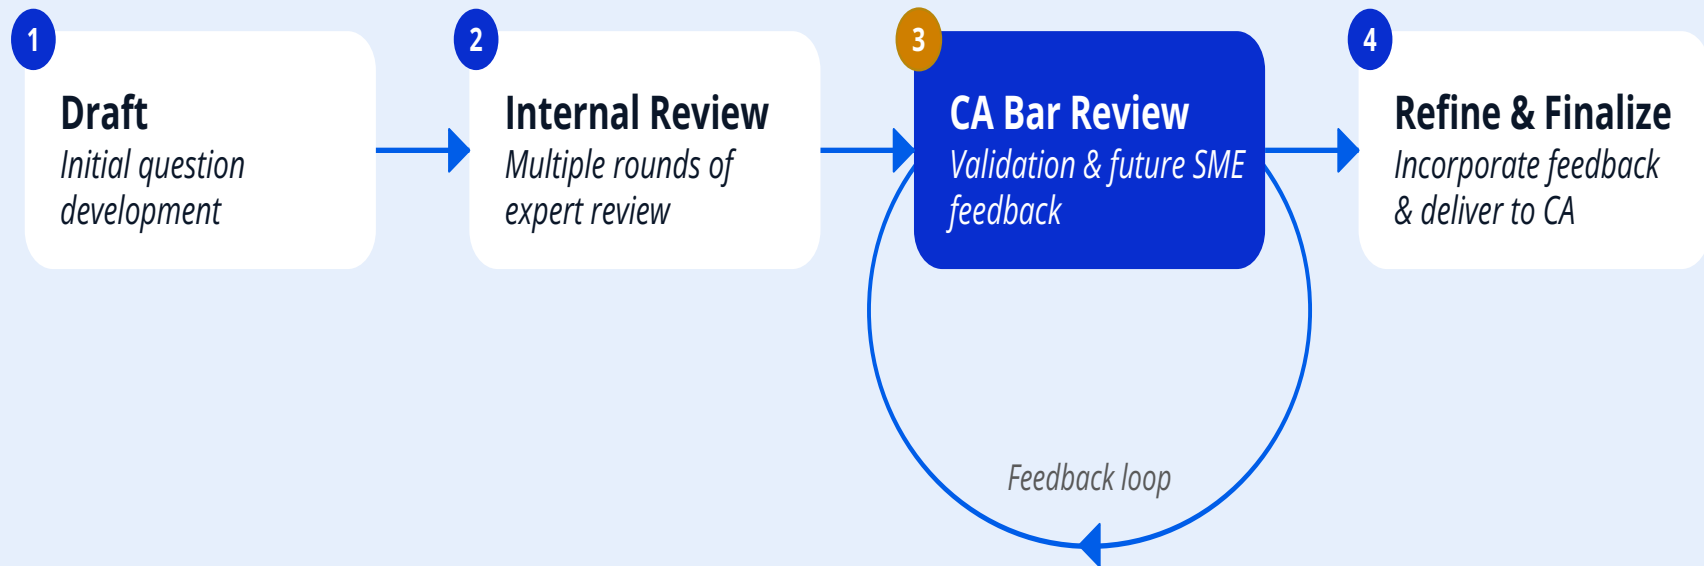 1
Draft
Initial question
development
2
Internal Review
Multiple rounds of
expert review
3
CA Bar Review
Validation & future SME
feedback
4
Refine & Finalize
Incorporate feedback
& deliver to CA
Feedback loop